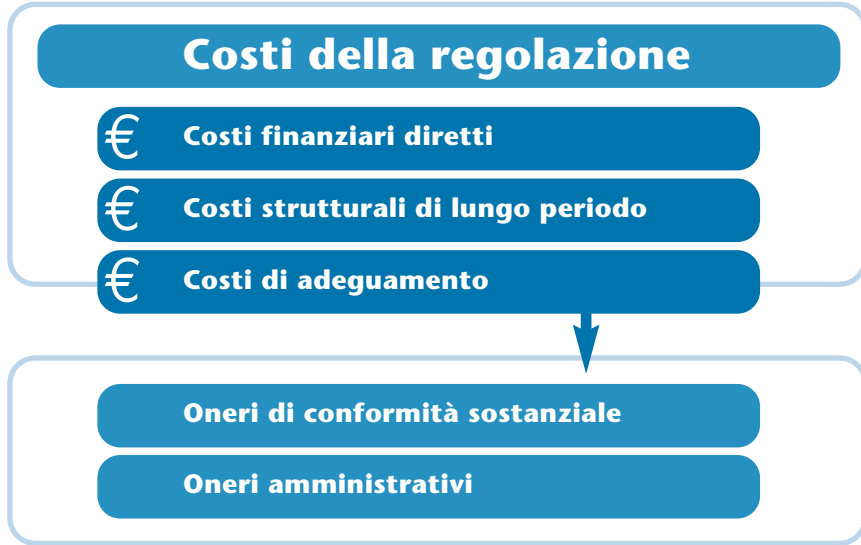 Costi della regolazione
€ Costi finanziari diretti
€ Costi strutturali di lungo periodo
€ Costi di adeguamento
Oneri di conformità sostanziale
Oneri amministrativi